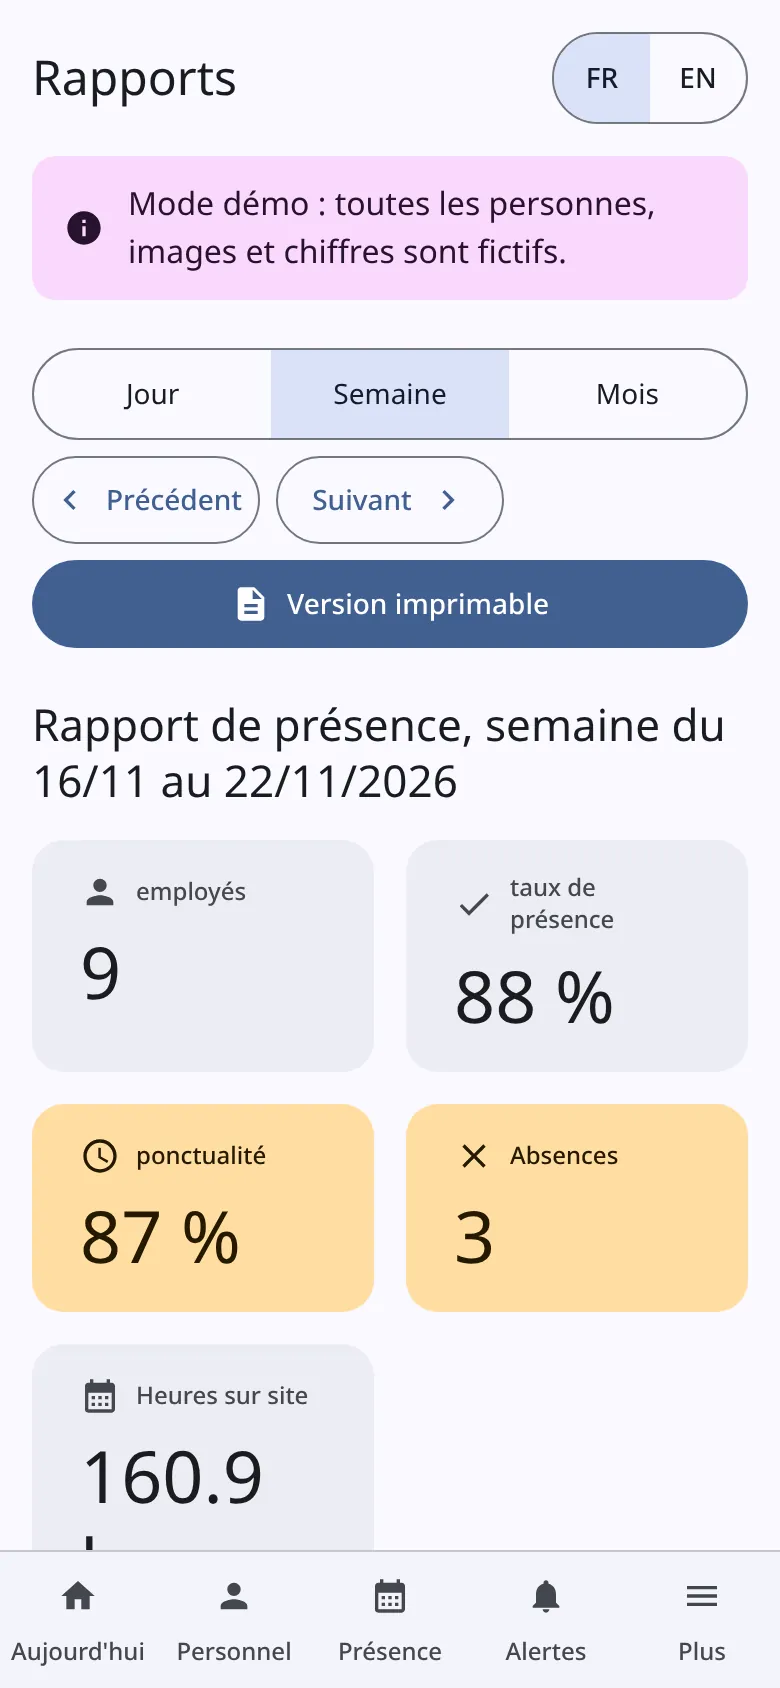 Rapports
FR
EN
Mode démo : toutes les personnes,
images et chiffres sont fictifs.
Jour
Semaine
Mois
Précédent
Suivant
Version imprimable
Rapport de présence, semaine du
16/11 au 22/11/2026
employés
9
taux de
présence
88 %
ponctualité
87 %
Absences
3
Heures sur site
160.9
Aujourd'hui
Personnel
Présence
Alertes
Plus